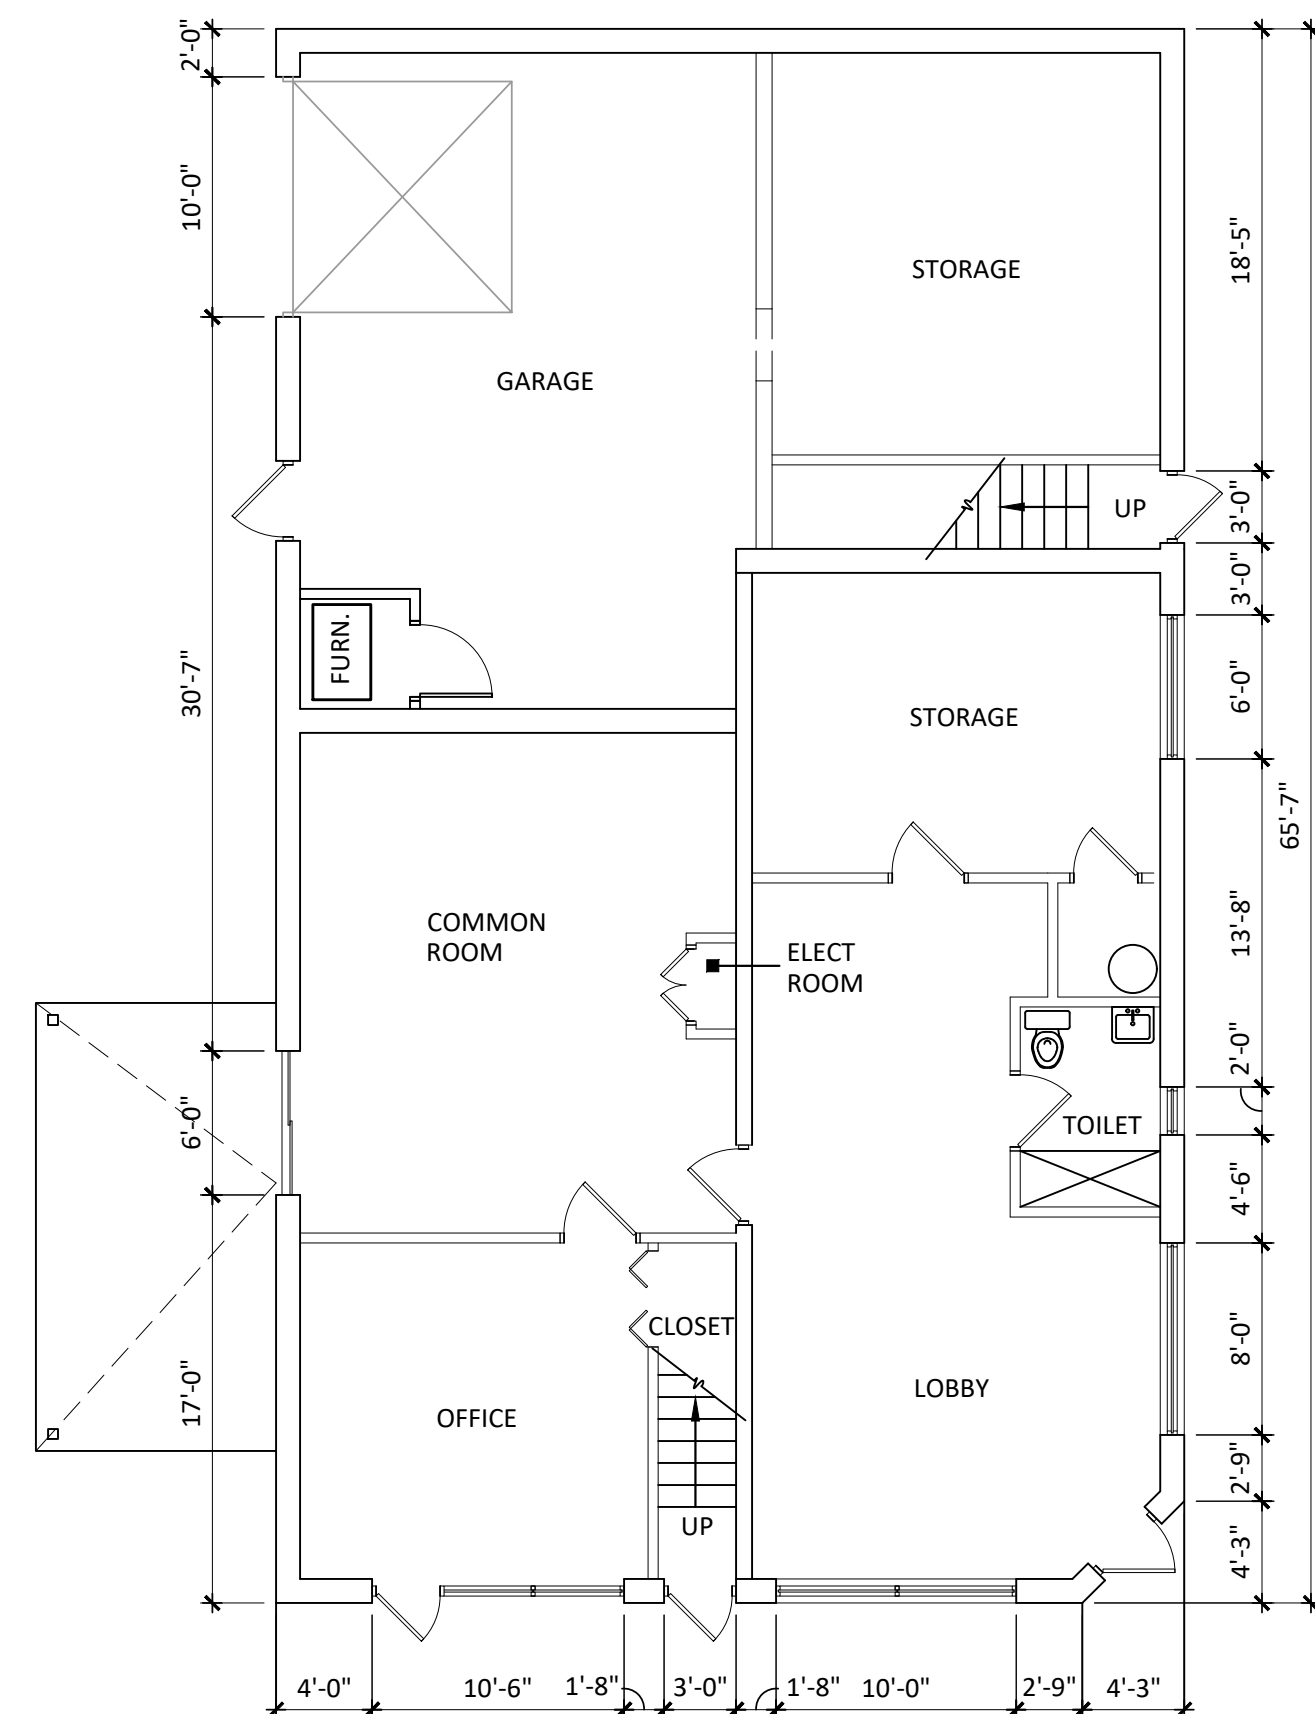 2'-0"
10'-0"
STORAGE
18'-5"
GARAGE
UP
3'-0"
3'-0"
FURN.
30'-7"
6'-0"
STORAGE
65'-7"
COMMON
ROOM
ELECT
ROOM
13'-8"
2'-0"
6'-0"
TOILET
4'-6"
CLOSET
8'-0"
17'-0"
LOBBY
OFFICE
2'-9"
UP
4'-3"
4'-0"
10'-6"
1'-8"
3'-0"
1'-8"
10'-0"
2'-9"
4'-3"